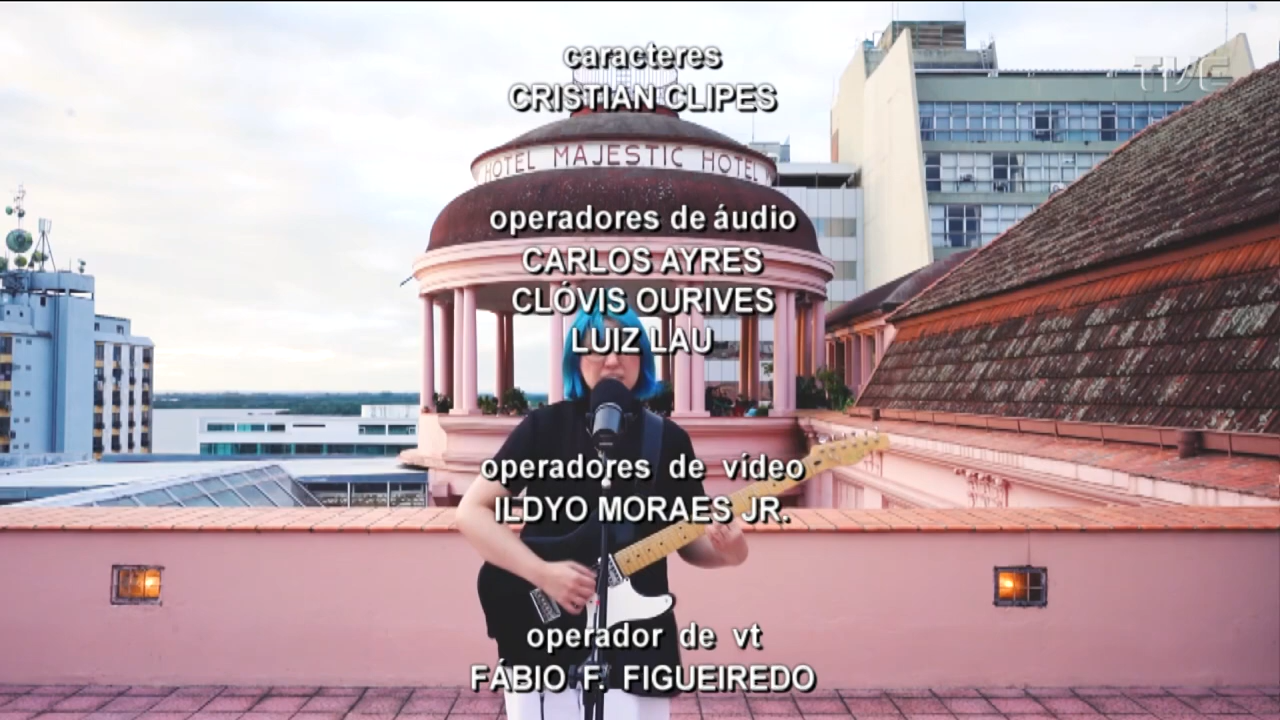 caracteres
CRISTIAN CLIPES
TVE
HOTEL MAJESTIC HOTEL
operadores de áudio
CARLOS AYRES
CLÓVIS OURIVES
LUIZ LAU
operadores de vídeo
ILDYO MORAES JR.
operador de vt
FÁBIO F. FIGUEIREDO